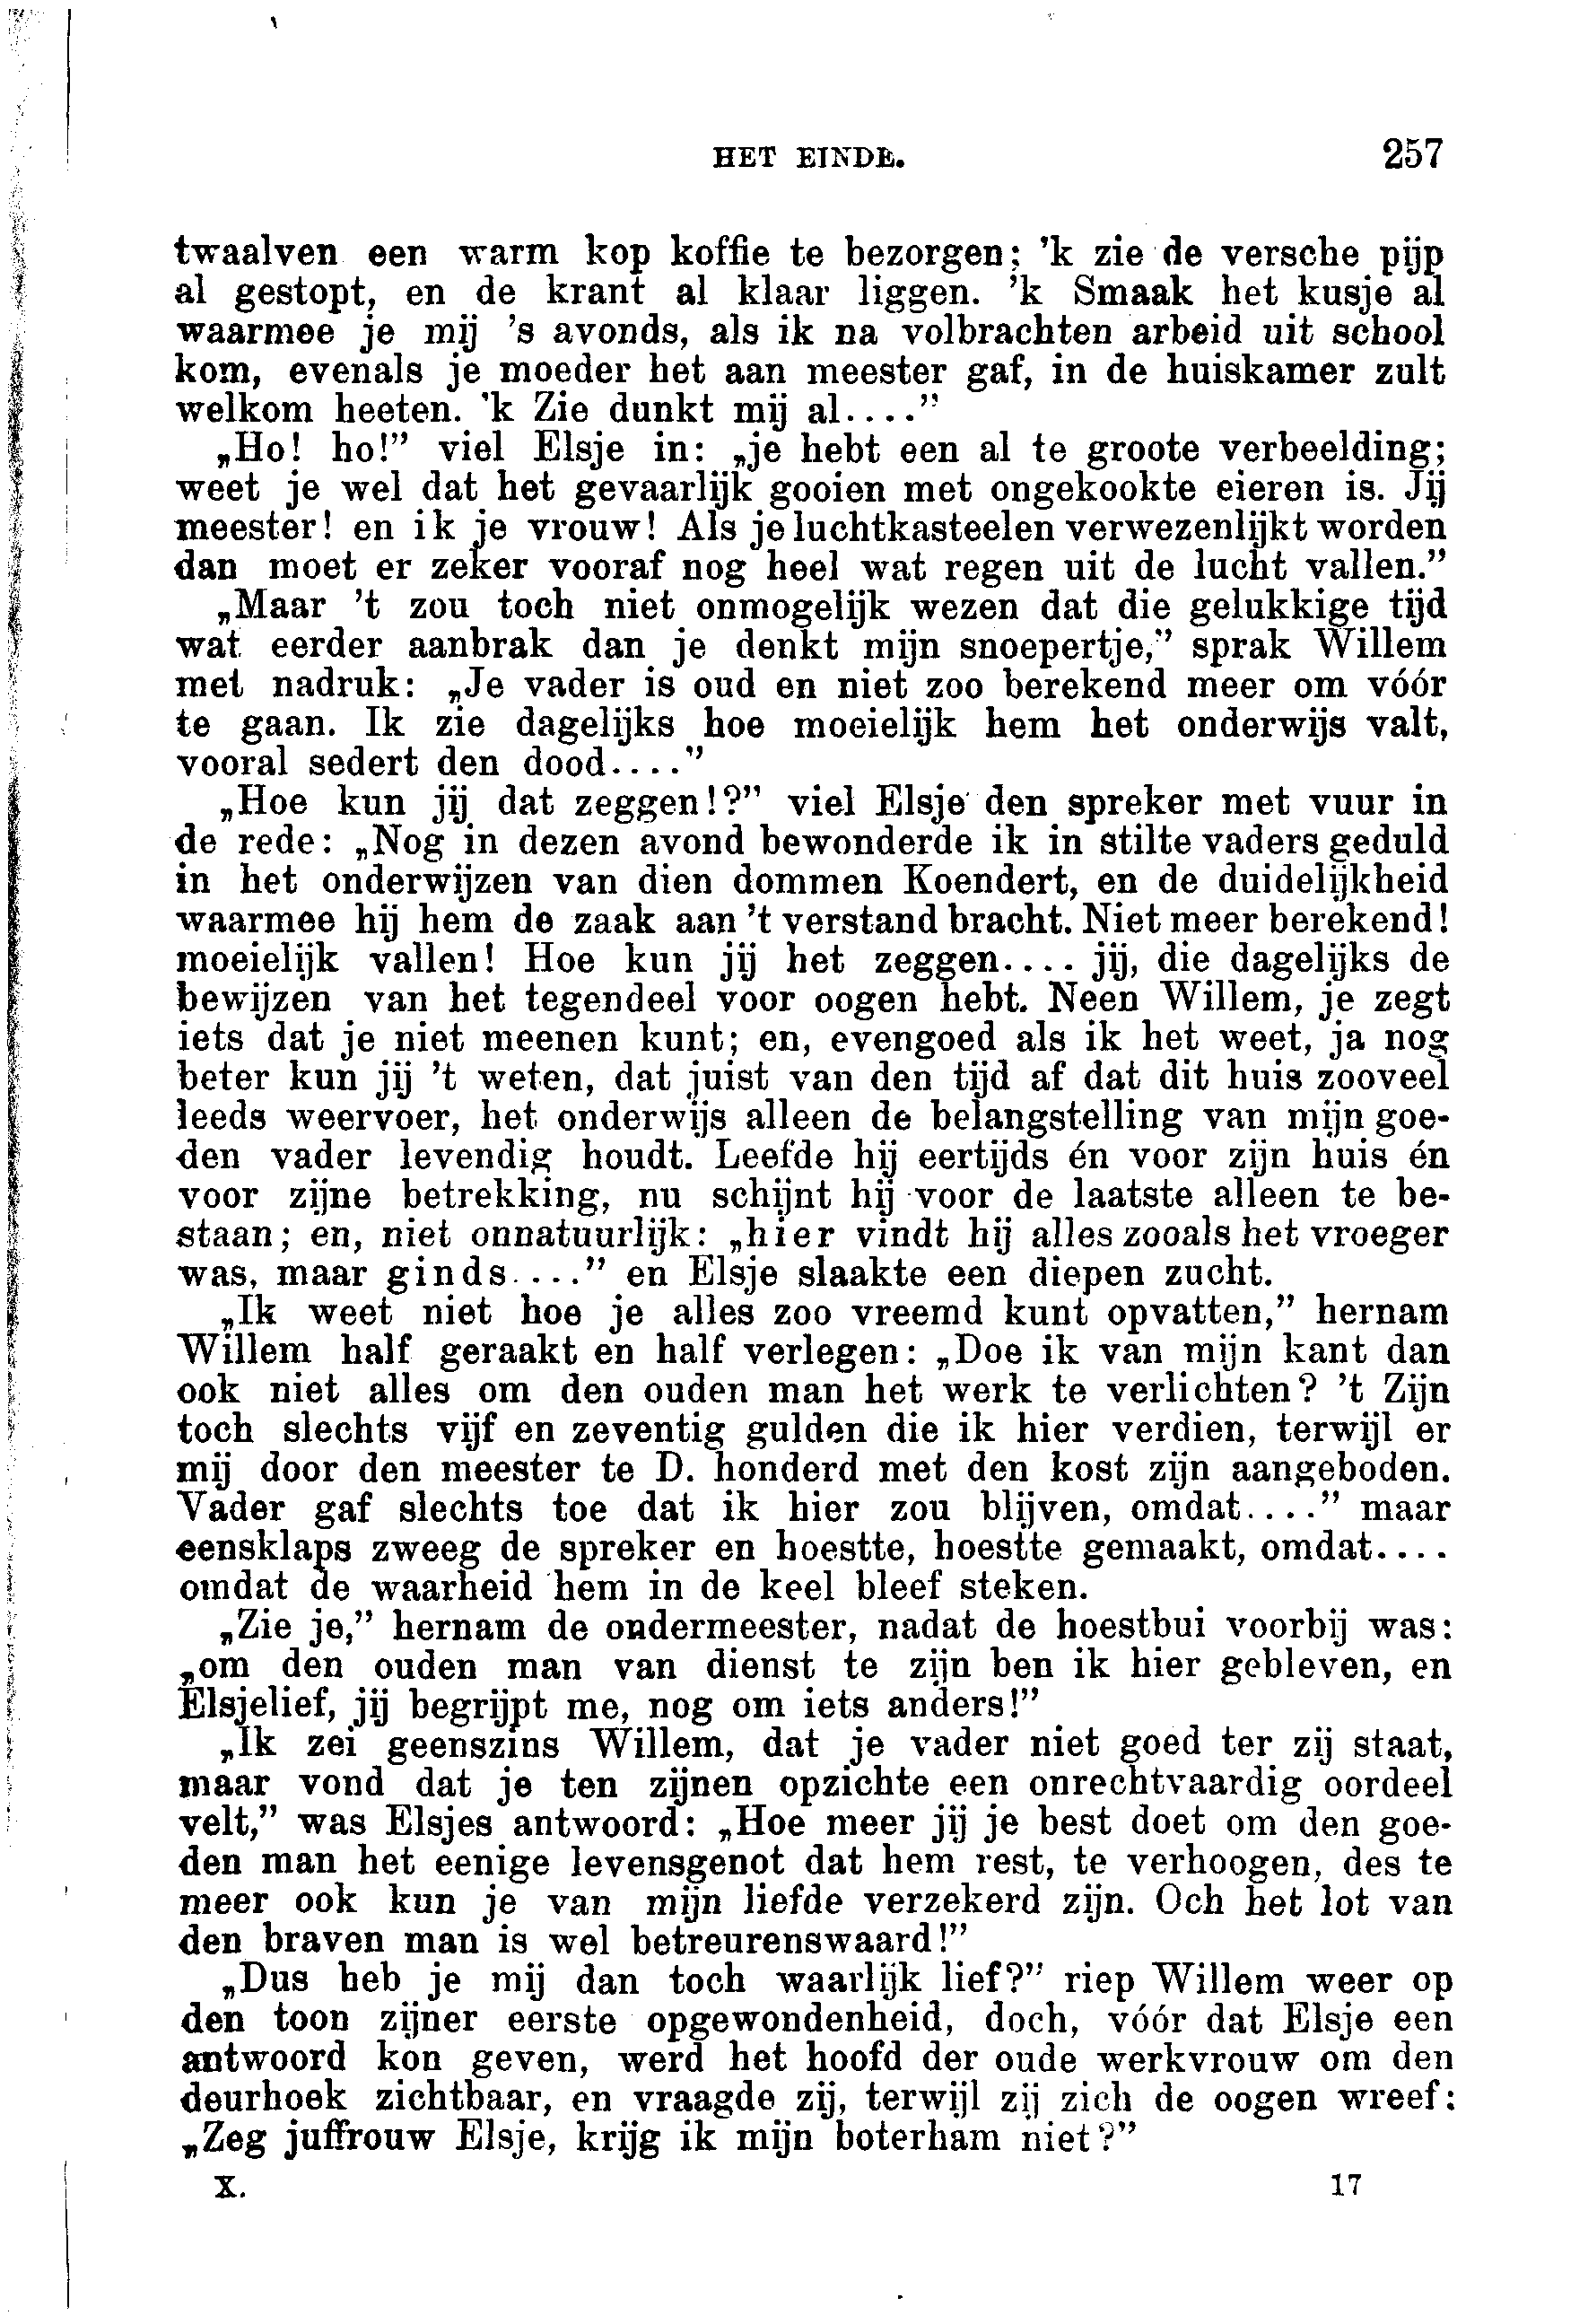 HET EINDE. 257
twaalven een warm kop koffie te bezorgen; ’k zie de versche pijp
al gestopt, en de krant al klaar liggen. ’k Smaak het kusje al
waarmee je mij ’s avonds, als ik na volbrachten arbeid uit school
kom, evenals je moeder het aan meester gaf, in de huiskamer zult
welkom heeten. ’k Zie dunkt mij al....”
„Ho! ho!” viel Elsje in: „je hebt een al te groote verbeelding;
weet je wel dat het gevaarlijk gooien met ongekookte eieren is. Jij
meester! en ik je vrouw! Als je luchtkasteelen verwezenlijkt worden
dan moet er zeker vooraf nog heel wat regen uit de lucht vallen.”
„Maar ’t zou toch niet onmogelijk wezen dat die gelukkige tijd
wat eerder aanbrak dan je denkt mijn snoepertje,” sprak Willem
met nadruk: „Je vader is oud en niet zoo berekend meer om vóór
te gaan. Ik zie dagelijks hoe moeielijk hem het onderwijs valt,
vooral sedert den dood....”
„Hoe kun jij dat zeggen!?” viel Elsje den spreker met vuur in
de rede: „Nog in dezen avond bewonderde ik in stilte vaders geduld
in het onderwijzen van dien dommen Koendert, en de duidelijkheid
waarmee hij hem de zaak aan ’t verstand bracht. Niet meer berekend!
moeielijk vallen! Hoe kun jij het zeggen.... jij, die dagelijks de
bewijzen van het tegendeel voor oogen hebt. Neen Willem, je zegt
iets dat je niet meenen kunt; en, evengoed als ik het weet, ja nog
beter kun jij ’t weten, dat juist van den tijd af dat dit huis zooveel
leeds weervoer, het onderwijs alleen de belangstelling van mijn goe-
den vader levendig houdt. Leefde hij eertijds én voor zijn huis én
voor zijne betrekking, nu schijnt hij voor de laatste alleen te be-
staan; en, niet onnatuurlijk: „hier vindt hij alles zooals het vroeger
was, maar ginds....” en Elsje slaakte een diepen zucht.
„Ik weet niet hoe je alles zoo vreemd kunt opvatten,” hernam
Willem half geraakt en half verlegen: „Doe ik van mijn kant dan
ook niet alles om den ouden man het werk te verlichten? ’t Zijn
toch slechts vijf en zeventig gulden die ik hier verdien, terwijl er
mij door den meester te D. honderd met den kost zijn aangeboden.
Vader gaf slechts toe dat ik hier zou blijven, omdat....” maar
eensklaps zweeg de spreker en hoestte, hoestte gemaakt, omdat....
omdat de waarheid hem in de keel bleef steken.
„Zie je,” hernam de ondermeester, nadat de hoestbui voorbij was:
„om den ouden man van dienst te zijn ben ik hier gebleven, en
Elsjelief, jij begrijpt me, nog om iets anders!”
„Ik zei geenszins Willem, dat je vader niet goed ter zij staat,
maar vond dat je ten zijnen opzichte een onrechtvaardig oordeel
velt,” was Elsjes antwoord: „Hoe meer jij je best doet om den goe-
den man het eenige levensgenot dat hem rest, te verhoogen, des te
meer ook kun je van mijn liefde verzekerd zijn. Och het lot van
den braven man is wel betreurenswaard!”
„Dus heb je mij dan toch waarlijk lief?” riep Willem weer op
den toon zijner eerste opgewondenheid, doch, vóór dat Elsje een
antwoord kon geven, werd het hoofd der oude werkvrouw om den
deurhoek zichtbaar, en vraagde zij, terwijl zij zich de oogen wreef:
„Zeg juffrouw Elsje, krijg ik mijn boterham niet?”
X. 17